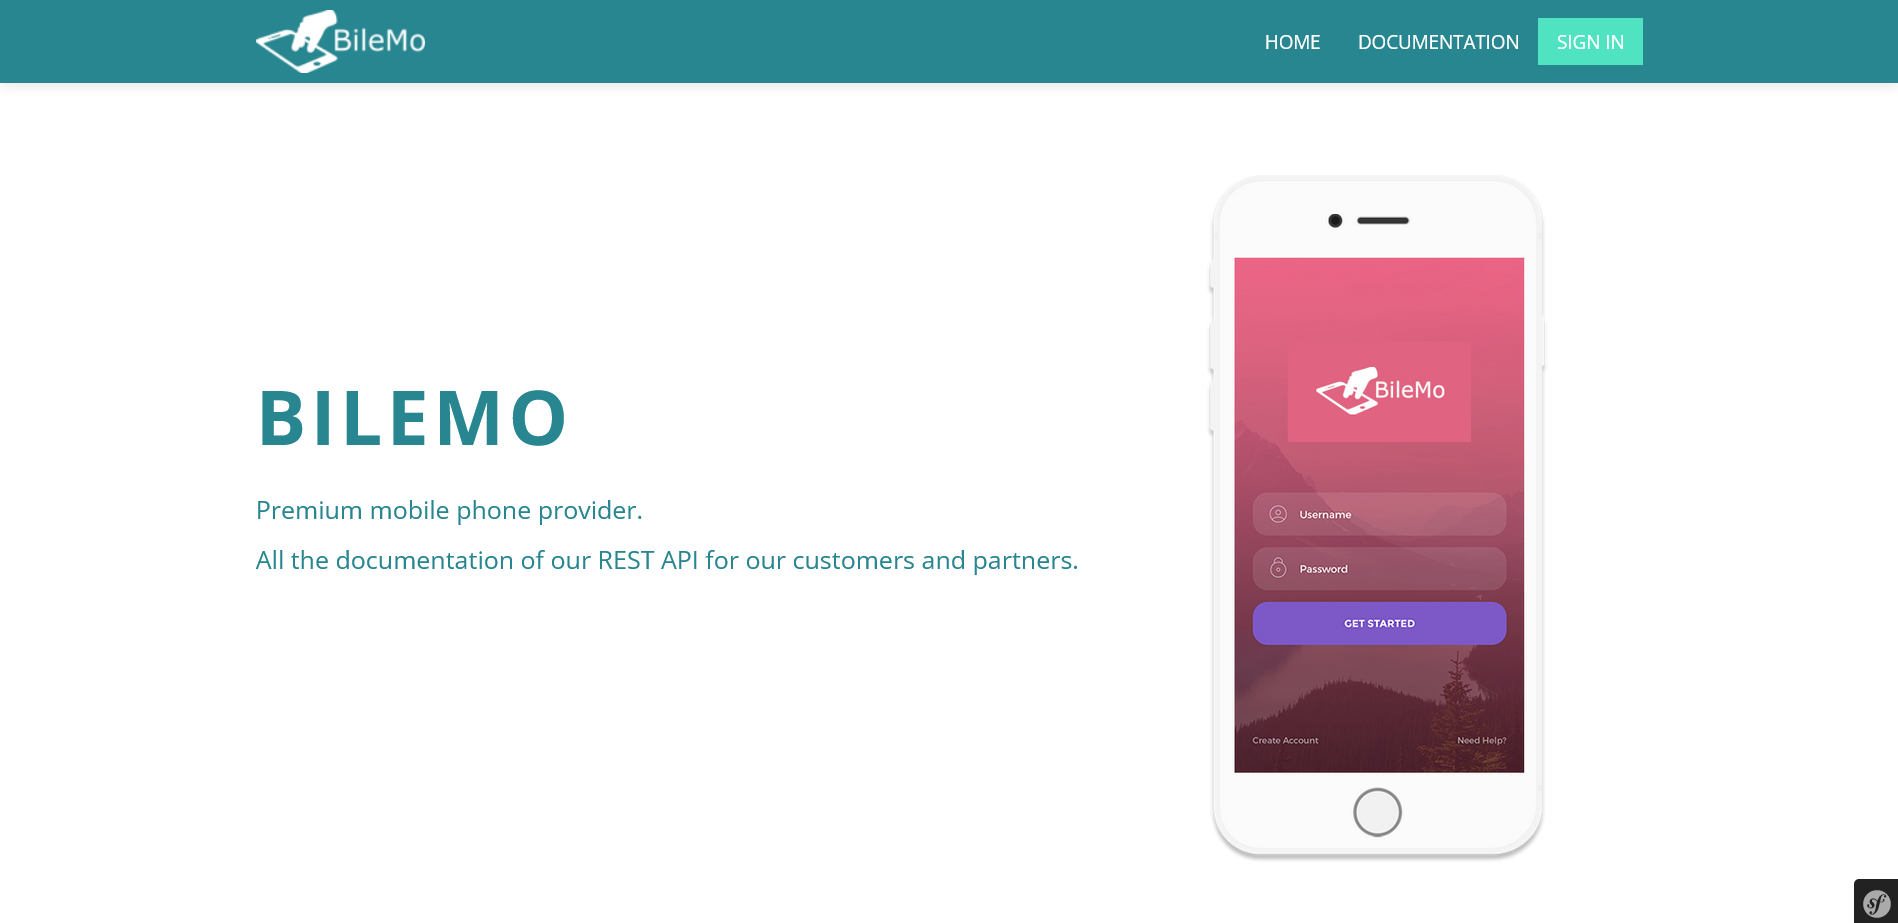 BileMo
HOME
DOCUMENTATION
SIGN IN
BILEMO
Premium mobile phone provider.
All the documentation of our REST API for our customers and partners.
BileMo
Username
Password
GET STARTED
Create Account
Need Help?
sf